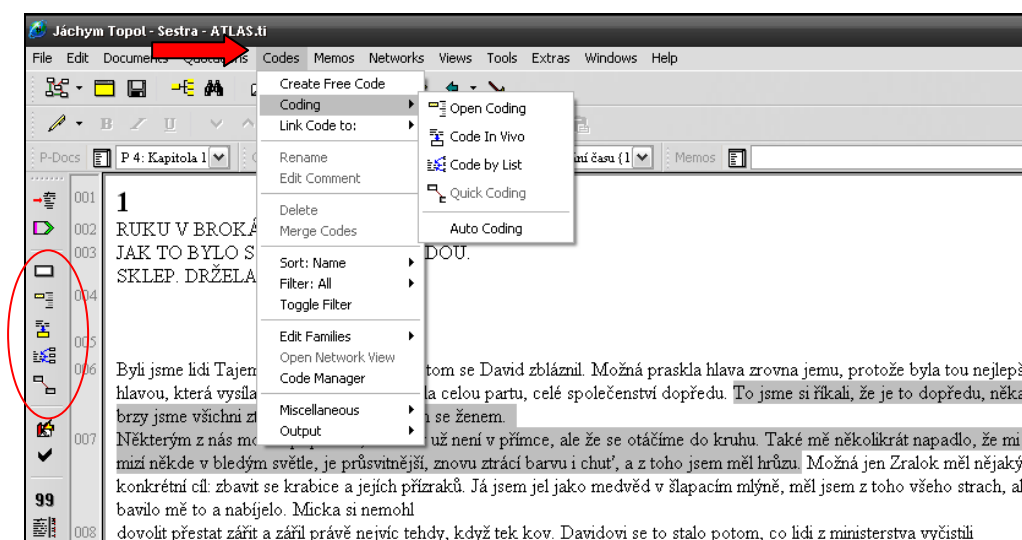 Jáchym Topol - Sestra - ATLAS.ti
File Edit Documents Quotations Codes Memos Networks Views Tools Extras Windows Help
Create Free Code
Coding
Link Code to:
Rename
Edit Comment
Delete
Merge Codes
Sort: Name
Filter: All
Toggle Filter
Edit Families
Open Network View
Code Manager
Miscellaneous
Output
Open Coding
Code In Vivo
Code by List
Quick Coding
Auto Coding
B I U
P-Docs P 4: Kapitola 1 ní času {1 Memos
001 1
002 RUKU V BROKÁ
003 JAK TO BYLO S DOU.
SKLEP. DRŽELA
004
005
006 Byli jsme lidi Tajem tom se David zbláznil. Možná praskla hlava zrovna jemu, protože byla tou nejlepš
hlavou, která vysíla la celou partu, celé společenství dopředu. To jsme si říkali, že je to dopředu, něka
brzy jsme všichni zt se ženem.
007 Některým z nás mo už není v přímce, ale že se otáčíme do kruhu. Také mě několikrát napadlo, že mi
mizí někde v bledým světle, je průsvitnější, znovu ztrácí barvu i chuť, a z toho jsem měl hrůzu. Možná jen Zralok měl nějaký
konkrétní cíl: zbavit se krabice a jejích přízraků. Já jsem jel jako medvěd v šlapacím mlýně, měl jsem z toho všeho strach, al
bavilo mě to a nabíjelo. Micka si nemohl
008 dovolit přestat zářit a zářil právě nejvíc tehdy, když tek kov. Davidovi se to stalo potom, co lidi z ministerstva vyčistili
99